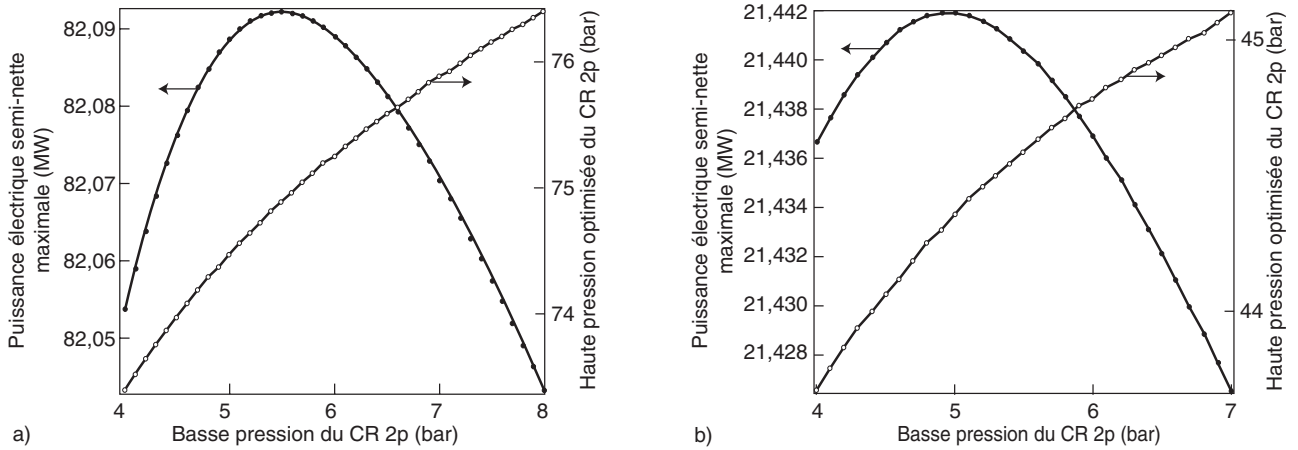 82,09
82,08
82,07
82,06
82,05
Puissance électrique semi-nette
maximale (MW)
76
75
74
Haute pression optimisée du CR 2p (bar)
4 5 6 7 8
Basse pression du CR 2p (bar)
a)
21,442
21,440
21,438
21,436
21,434
21,432
21,430
21,428
Puissance électrique semi-nette
maximale (MW)
45
44
Haute pression optimisée du CR 2p (bar)
4 5 6 7
Basse pression du CR 2p (bar)
b)